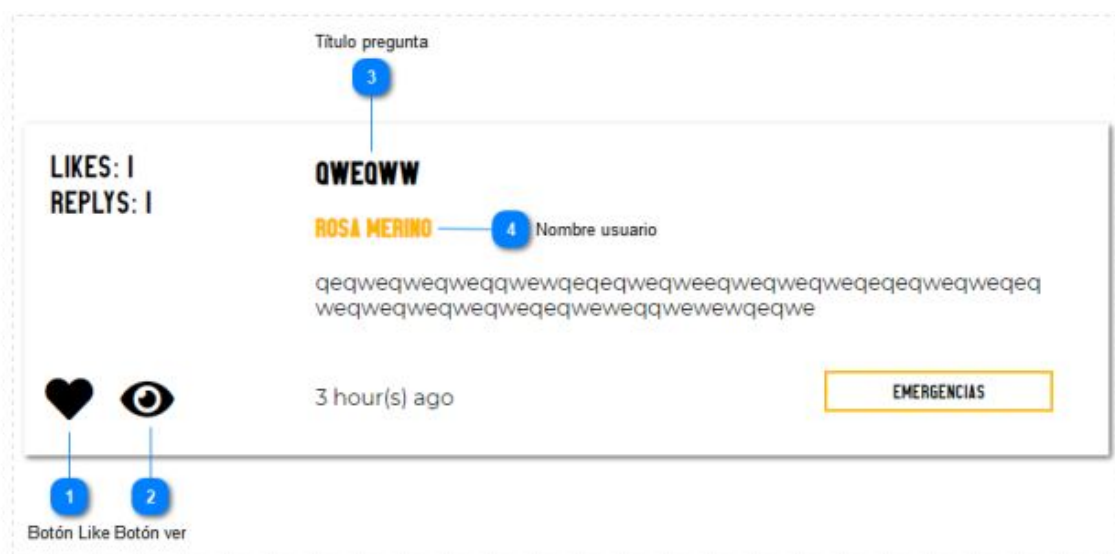 Título pregunta
3
LIKES: 1
REPLYS: 1
QWEQWW
ROSA MERINO
4 Nombre usuario
qeqweqweqweqqwewqeqeqweqweeqweqweqweqeqeqweqweqeq
weqweqweqweqweqeqweweqqwewewqeqwe
3 hour(s) ago
EMERGENCIAS
1 2
Botón Like Botón ver